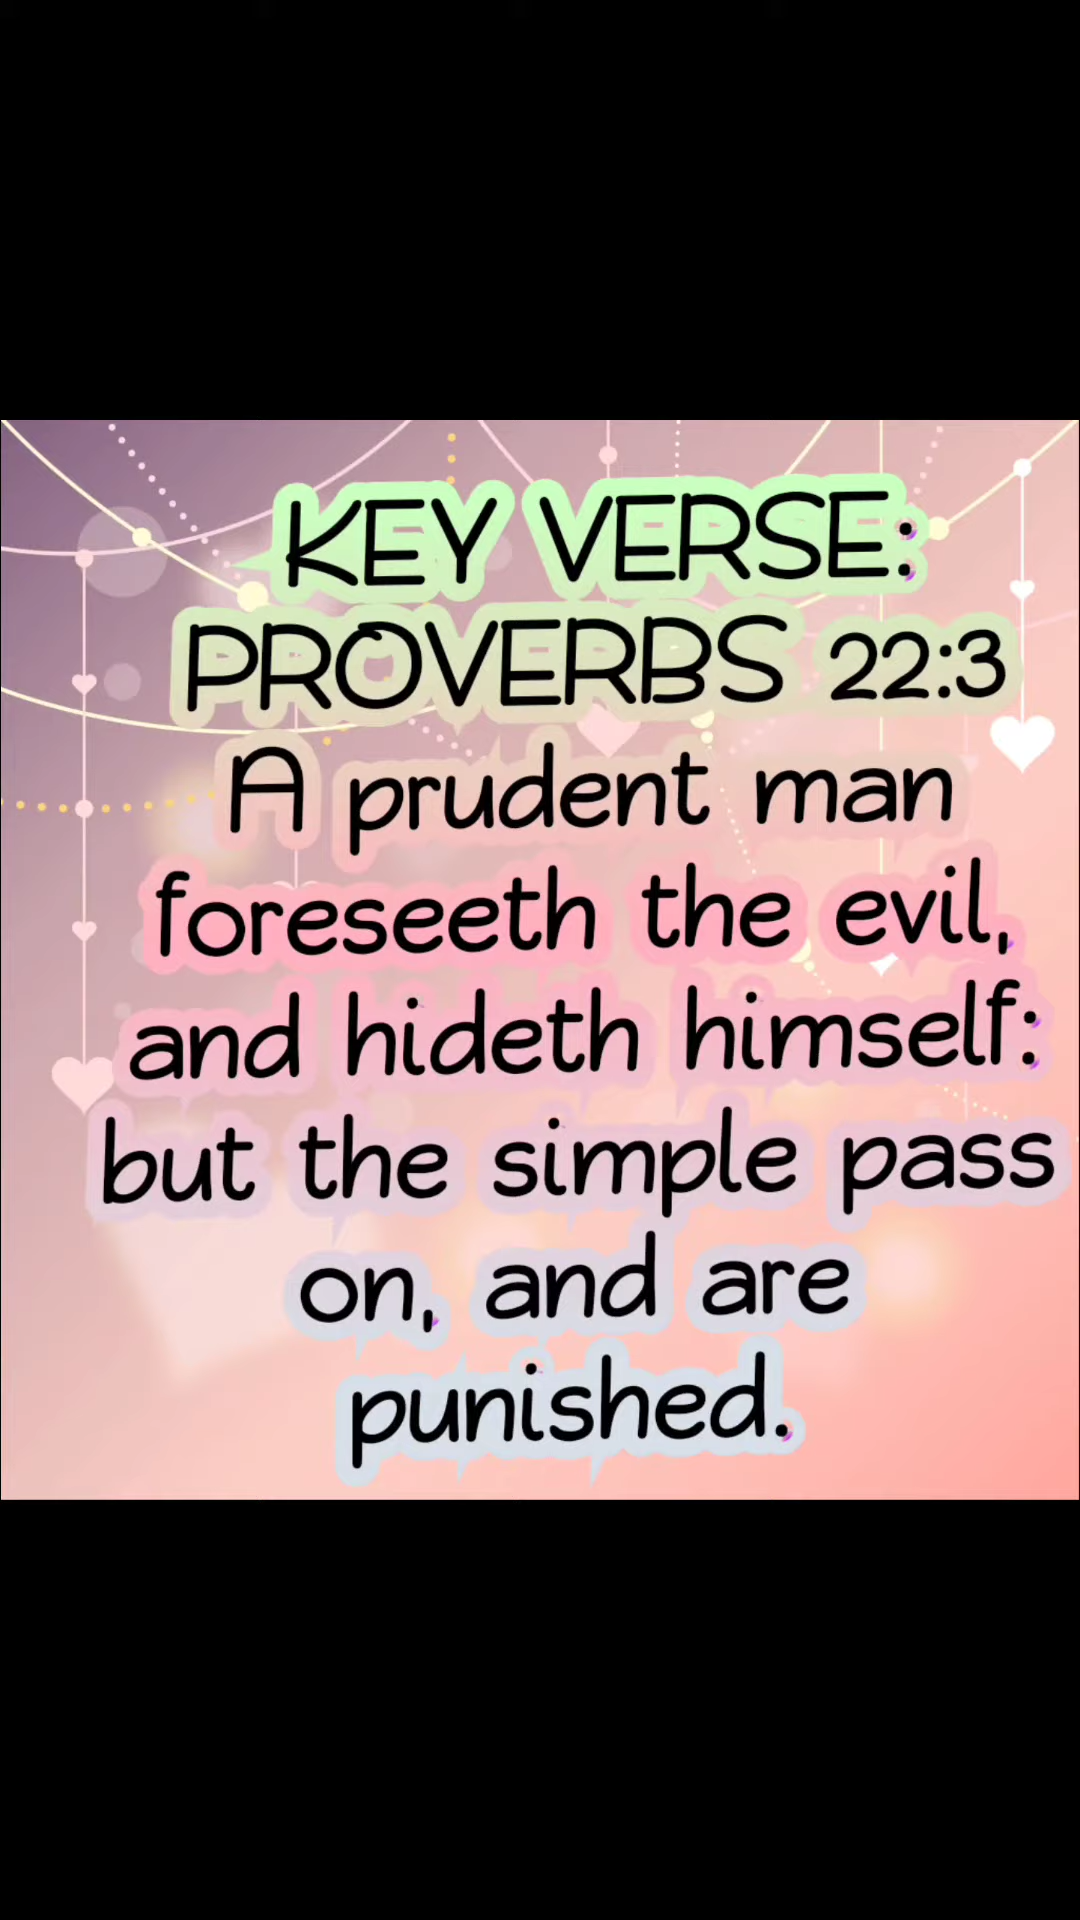 KEY VERSE:
PROVERBS 22:3
A prudent man
foreseeth the evil,
and hideth himself:
but the simple pass
on, and are
punished.